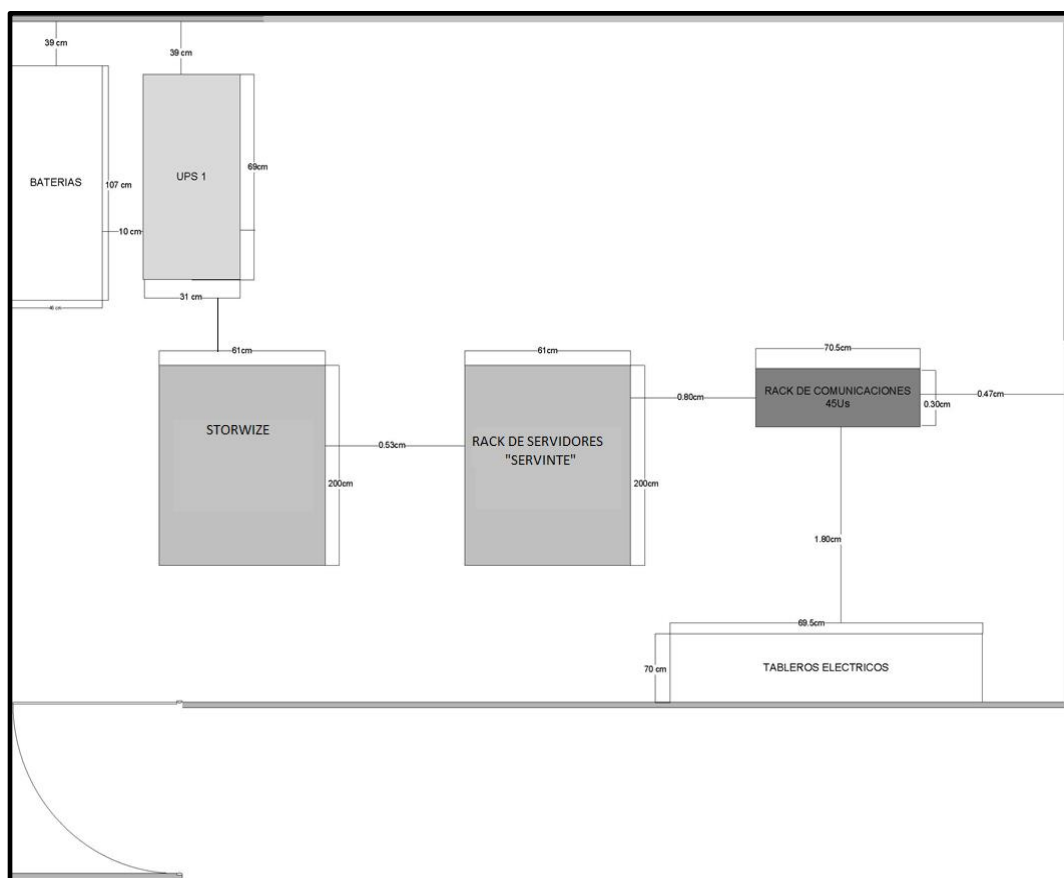 39 cm
39 cm
BATERIAS
UPS 1
69cm
107 cm
10 cm
31 cm
46 cm
61cm
61cm
70.5cm
STORWIZE
RACK DE SERVIDORES
"SERVINTE"
RACK DE COMUNICACIONES
45Us
0.80cm
0.30cm
0.47cm
0.53cm
200cm
200cm
1.80cm
69.5cm
70 cm
TABLEROS ELECTRICOS